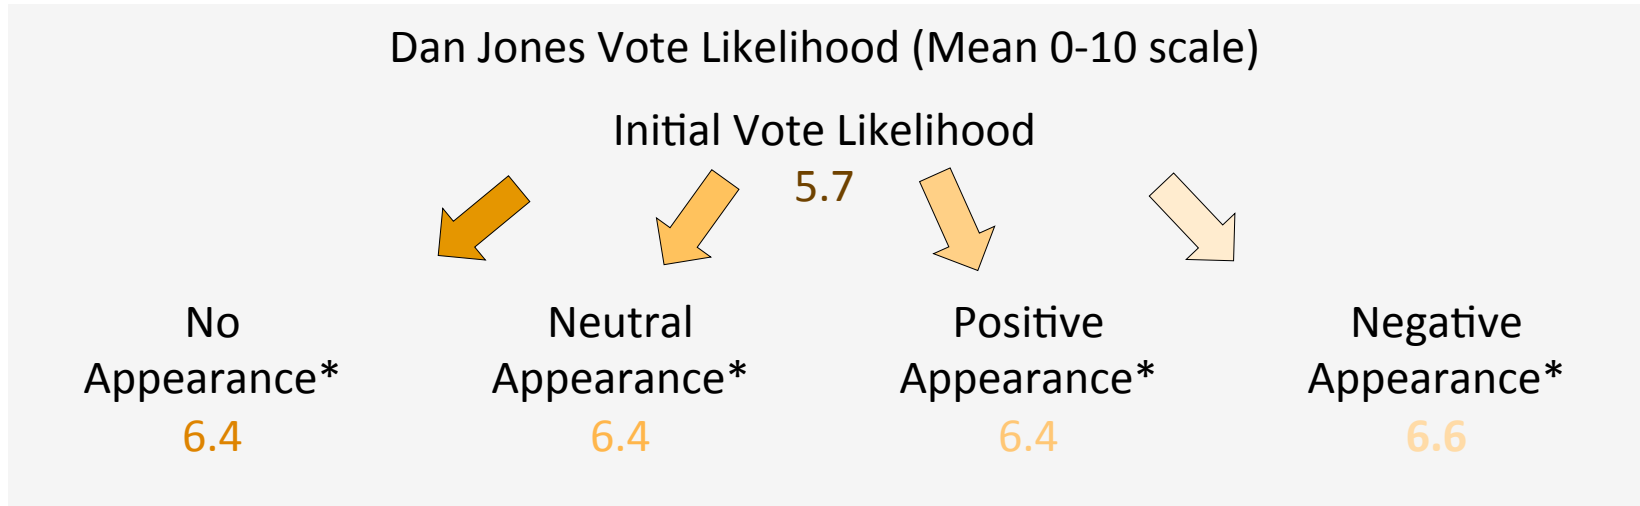 Dan Jones Vote Likelihood (Mean 0-10 scale)
Initial Vote Likelihood
5.7
No Appearance*
6.4
Neutral Appearance*
6.4
Positive Appearance*
6.4
Negative Appearance*
6.6